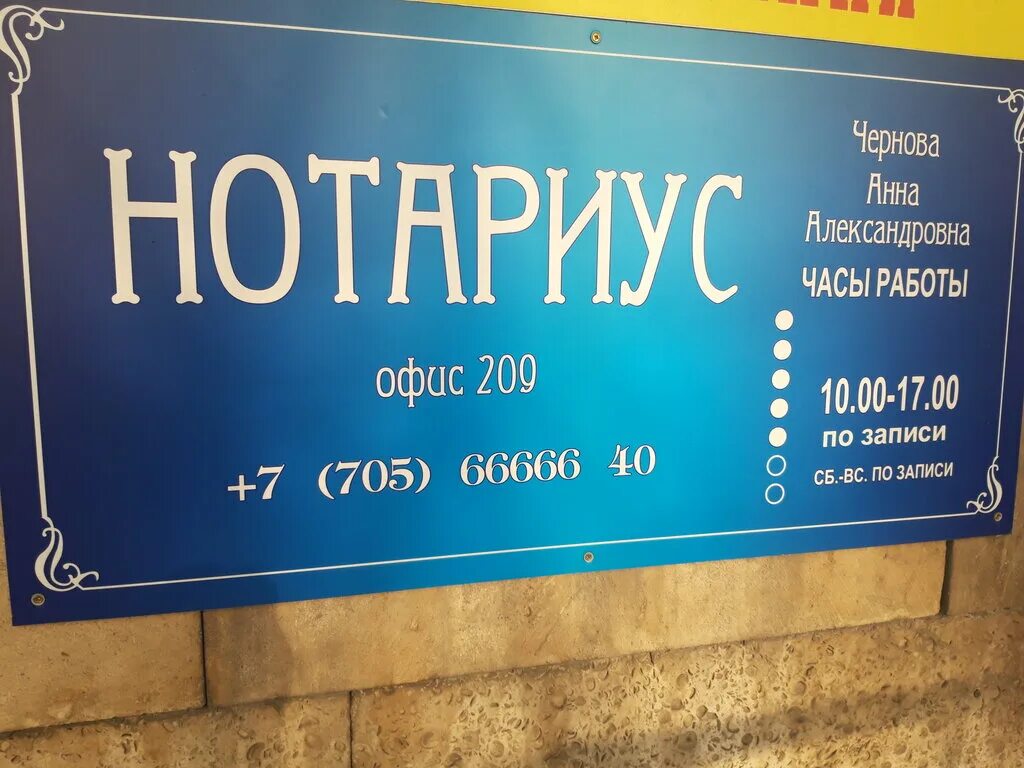 НОТАРИУС
офис 209
+7 (705) 66666 40
Чернова
Анна
Александровна
ЧАСЫ РАБОТЫ
10.00-17.00
по записи
СБ.-ВС. ПО ЗАПИСИ